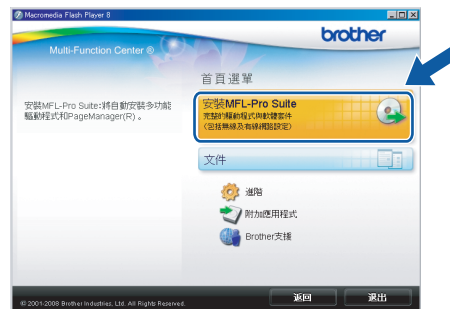 Macromedia Flash Player 8
brother
Multi-Function Center ®
首頁選單
安裝MFL-Pro Suite:將自動安裝多功能
驅動程式和PageManager(R) 。
安裝MFL-Pro Suite
完整的驅動程式與軟體套件
(包括無線及有線網路設定)
文件
進階
附加應用程式
Brother支援
© 2001-2008 Brother Industries, Ltd. All Rights Reserved.
返回
退出